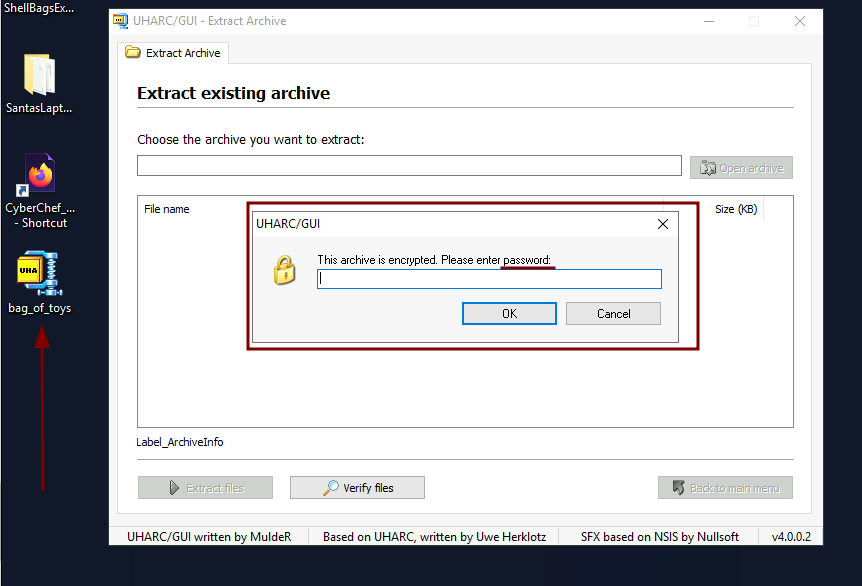 ShellBagsEx...
SantasLapt...
CyberChef_...
- Shortcut
UHA
bag_of_toys
UHARC/GUI - Extract Archive
Extract Archive
Extract existing archive
Choose the archive you want to extract:
Open archive
File name
Size (KB)
UHARC/GUI
This archive is encrypted. Please enter password:
OK
Cancel
Label_ArchiveInfo
Extract files
Verify files
Back to main menu
UHARC/GUI written by MuldeR
Based on UHARC, written by Uwe Herklotz
SFX based on NSIS by Nullsoft
v4.0.0.2